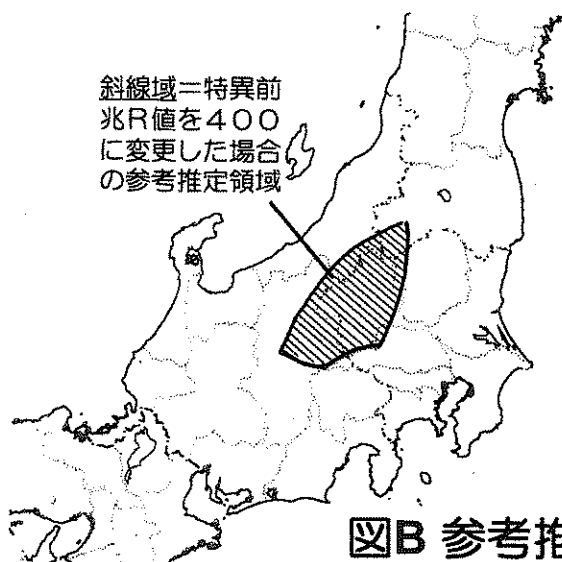 斜線域＝特異前
兆R値を４００
に変更した場合
の参考推定領域
図B 参考推